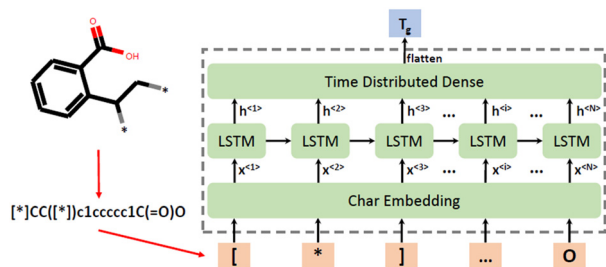 O
OH
*
*
[*]CC([*])c1ccccc1C(=O)O
T_g
flatten
Time Distributed Dense
h<1> h<2> h<3> ... h<i> ... h<N>
LSTM LSTM LSTM LSTM LSTM
x<1> x<2> x<3> ... x<i> ... x<N>
Char Embedding
[ * ] ... O